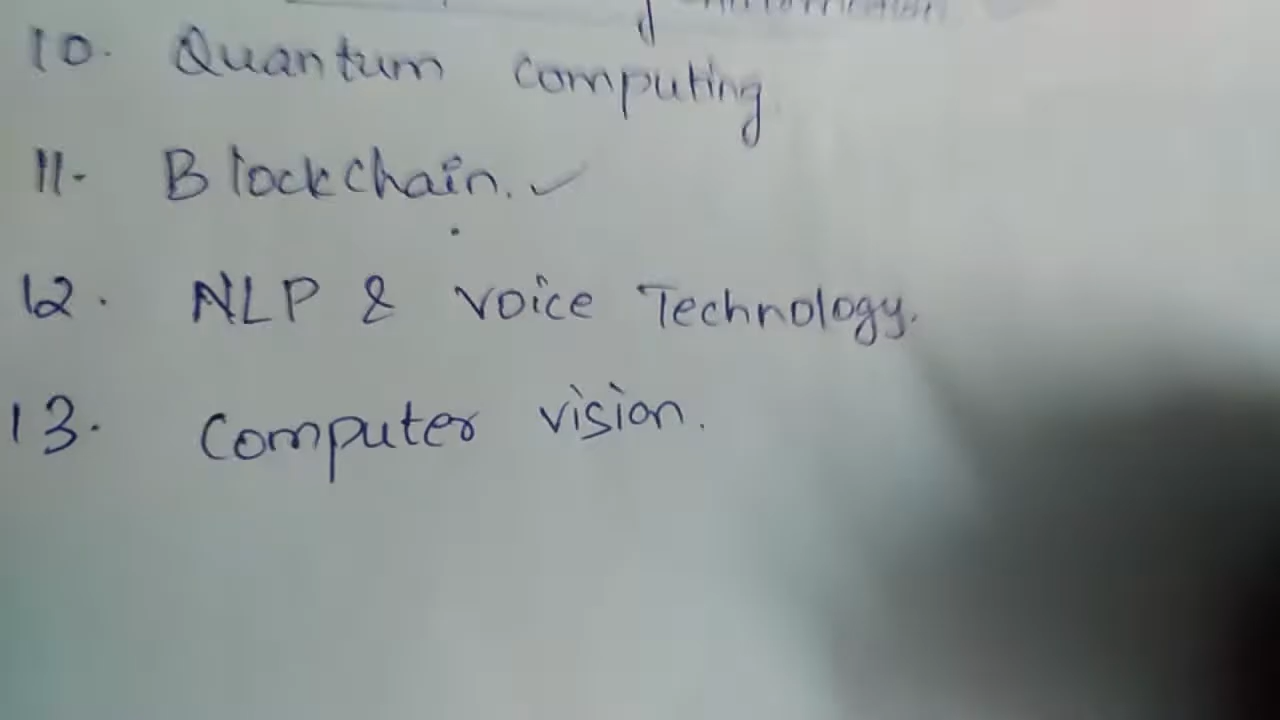 10. Quantum computing
11. Blockchain.
12. NLP & voice Technology.
13. Computer vision.